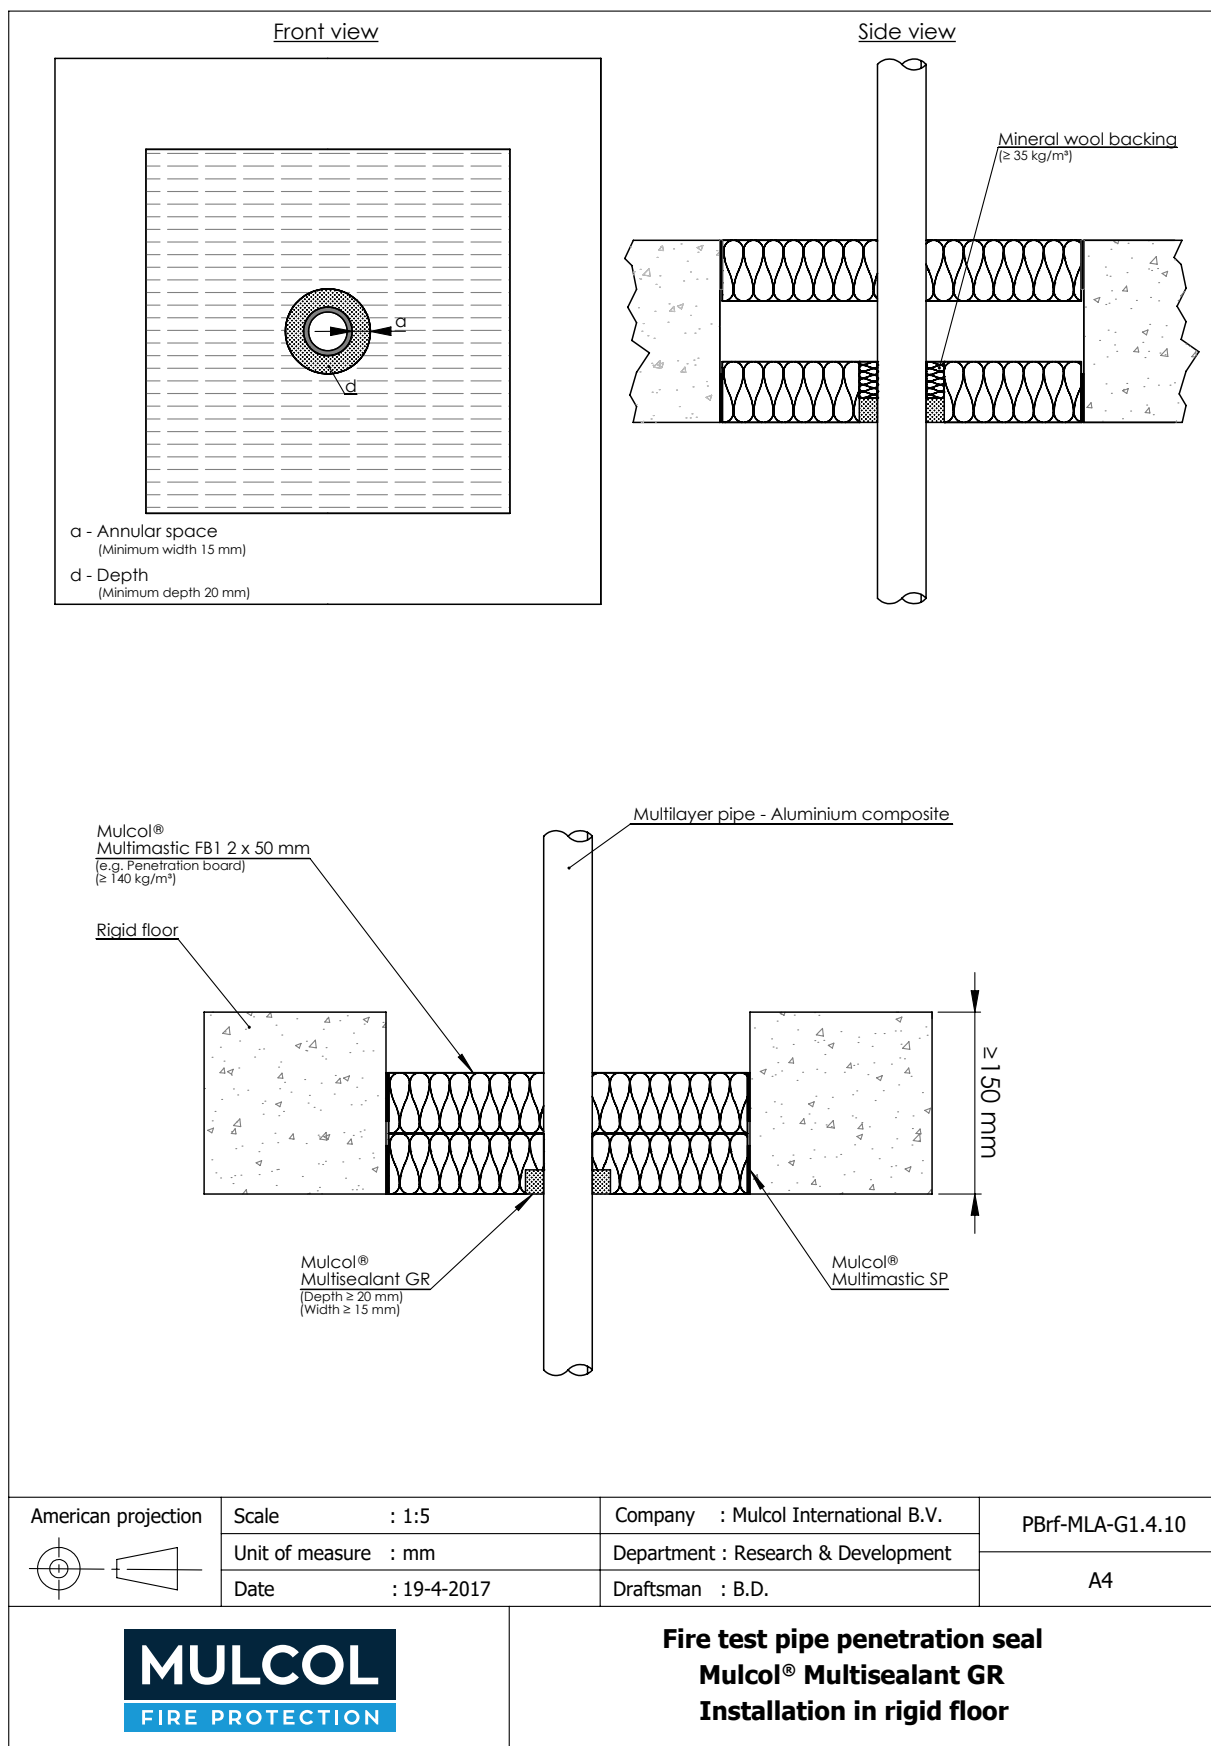 Front view
Side view
Mineral wool backing
(≥ 35 kg/m³)
a
d
a - Annular space
(Minimum width 15 mm)
d - Depth
(Minimum depth 20 mm)
Multilayer pipe - Aluminium composite
Mulcol®
Multimastic FB1 2 x 50 mm
(e.g. Penetration board)
(≥ 140 kg/m³)
Rigid floor
≥150 mm
Mulcol®
Multisealant GR
(Depth ≥ 20 mm)
(Width ≥ 15 mm)
Mulcol®
Multimastic SP
American projection
Scale : 1:5
Unit of measure : mm
Date : 19-4-2017
Company : Mulcol International B.V.
Department : Research & Development
Draftsman : B.D.
PBrf-MLA-G1.4.10
A4
MULCOL
FIRE PROTECTION
Fire test pipe penetration seal
Mulcol® Multisealant GR
Installation in rigid floor